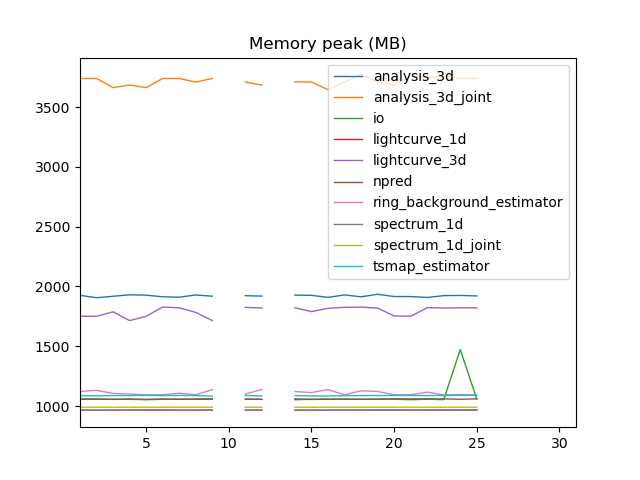 Memory peak (MB)
analysis_3d
analysis_3d_joint
io
lightcurve_1d
lightcurve_3d
npred
ring_background_estimator
spectrum_1d
spectrum_1d_joint
tsmap_estimator
3500
3000
2500
2000
1500
1000
5 10 15 20 25 30